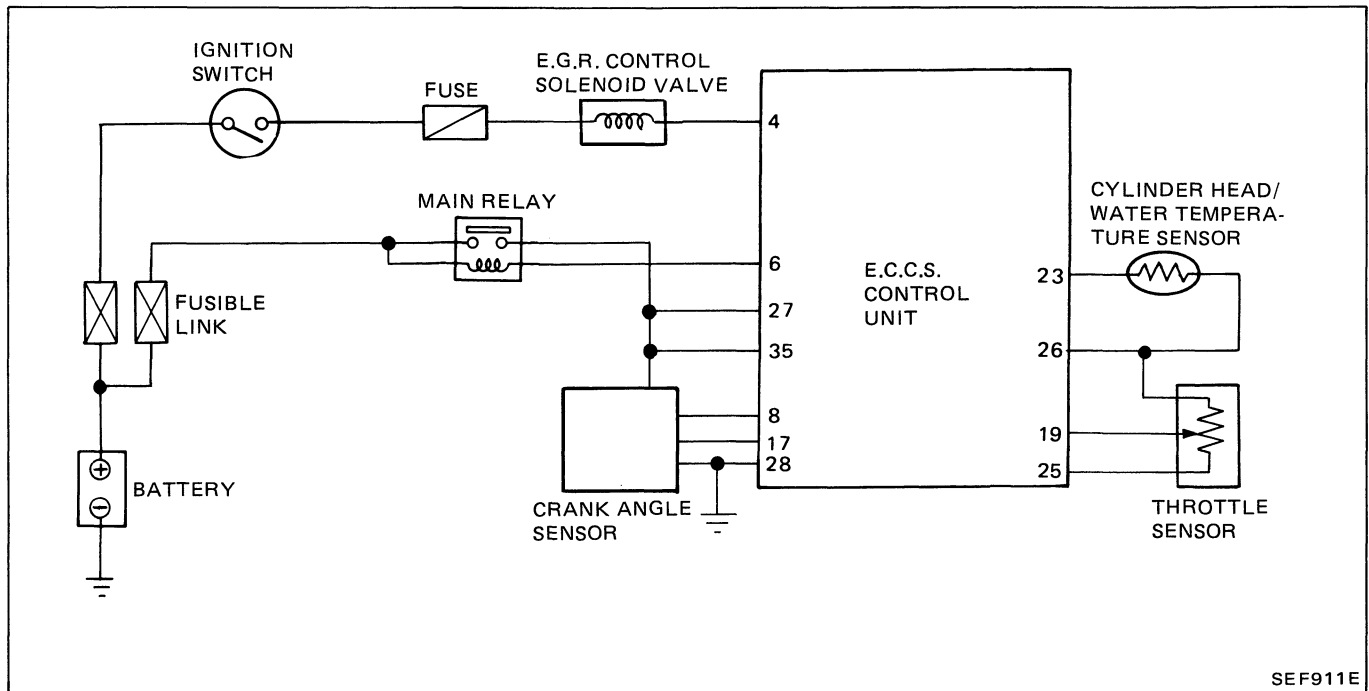 IGNITION
SWITCH
FUSE
E.G.R. CONTROL
SOLENOID VALVE
4
MAIN RELAY
6
27
35
8
17
28
E.C.C.S.
CONTROL
UNIT
23
26
19
25
CYLINDER HEAD/
WATER TEMPERA-
TURE SENSOR
FUSIBLE
LINK
BATTERY
CRANK ANGLE
SENSOR
THROTTLE
SENSOR
SEF911E